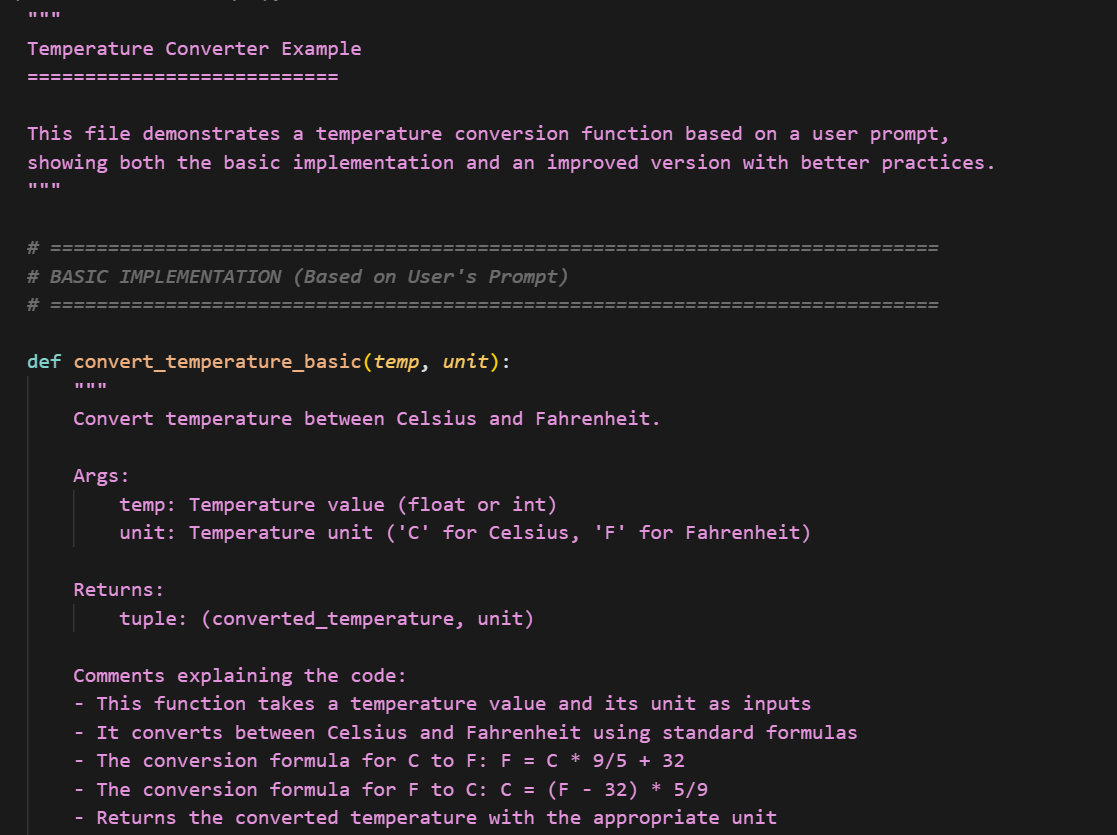 """
Temperature Converter Example
===========================
This file demonstrates a temperature conversion function based on a user prompt,
showing both the basic implementation and an improved version with better practices.
"""
# =============================================================================
# BASIC IMPLEMENTATION (Based on User's Prompt)
# =============================================================================
def convert_temperature_basic(temp, unit):
"""
Convert temperature between Celsius and Fahrenheit.
Args:
temp: Temperature value (float or int)
unit: Temperature unit ('C' for Celsius, 'F' for Fahrenheit)
Returns:
tuple: (converted_temperature, unit)
Comments explaining the code:
- This function takes a temperature value and its unit as inputs
- It converts between Celsius and Fahrenheit using standard formulas
- The conversion formula for C to F: F = C * 9/5 + 32
- The conversion formula for F to C: C = (F - 32) * 5/9
- Returns the converted temperature with the appropriate unit